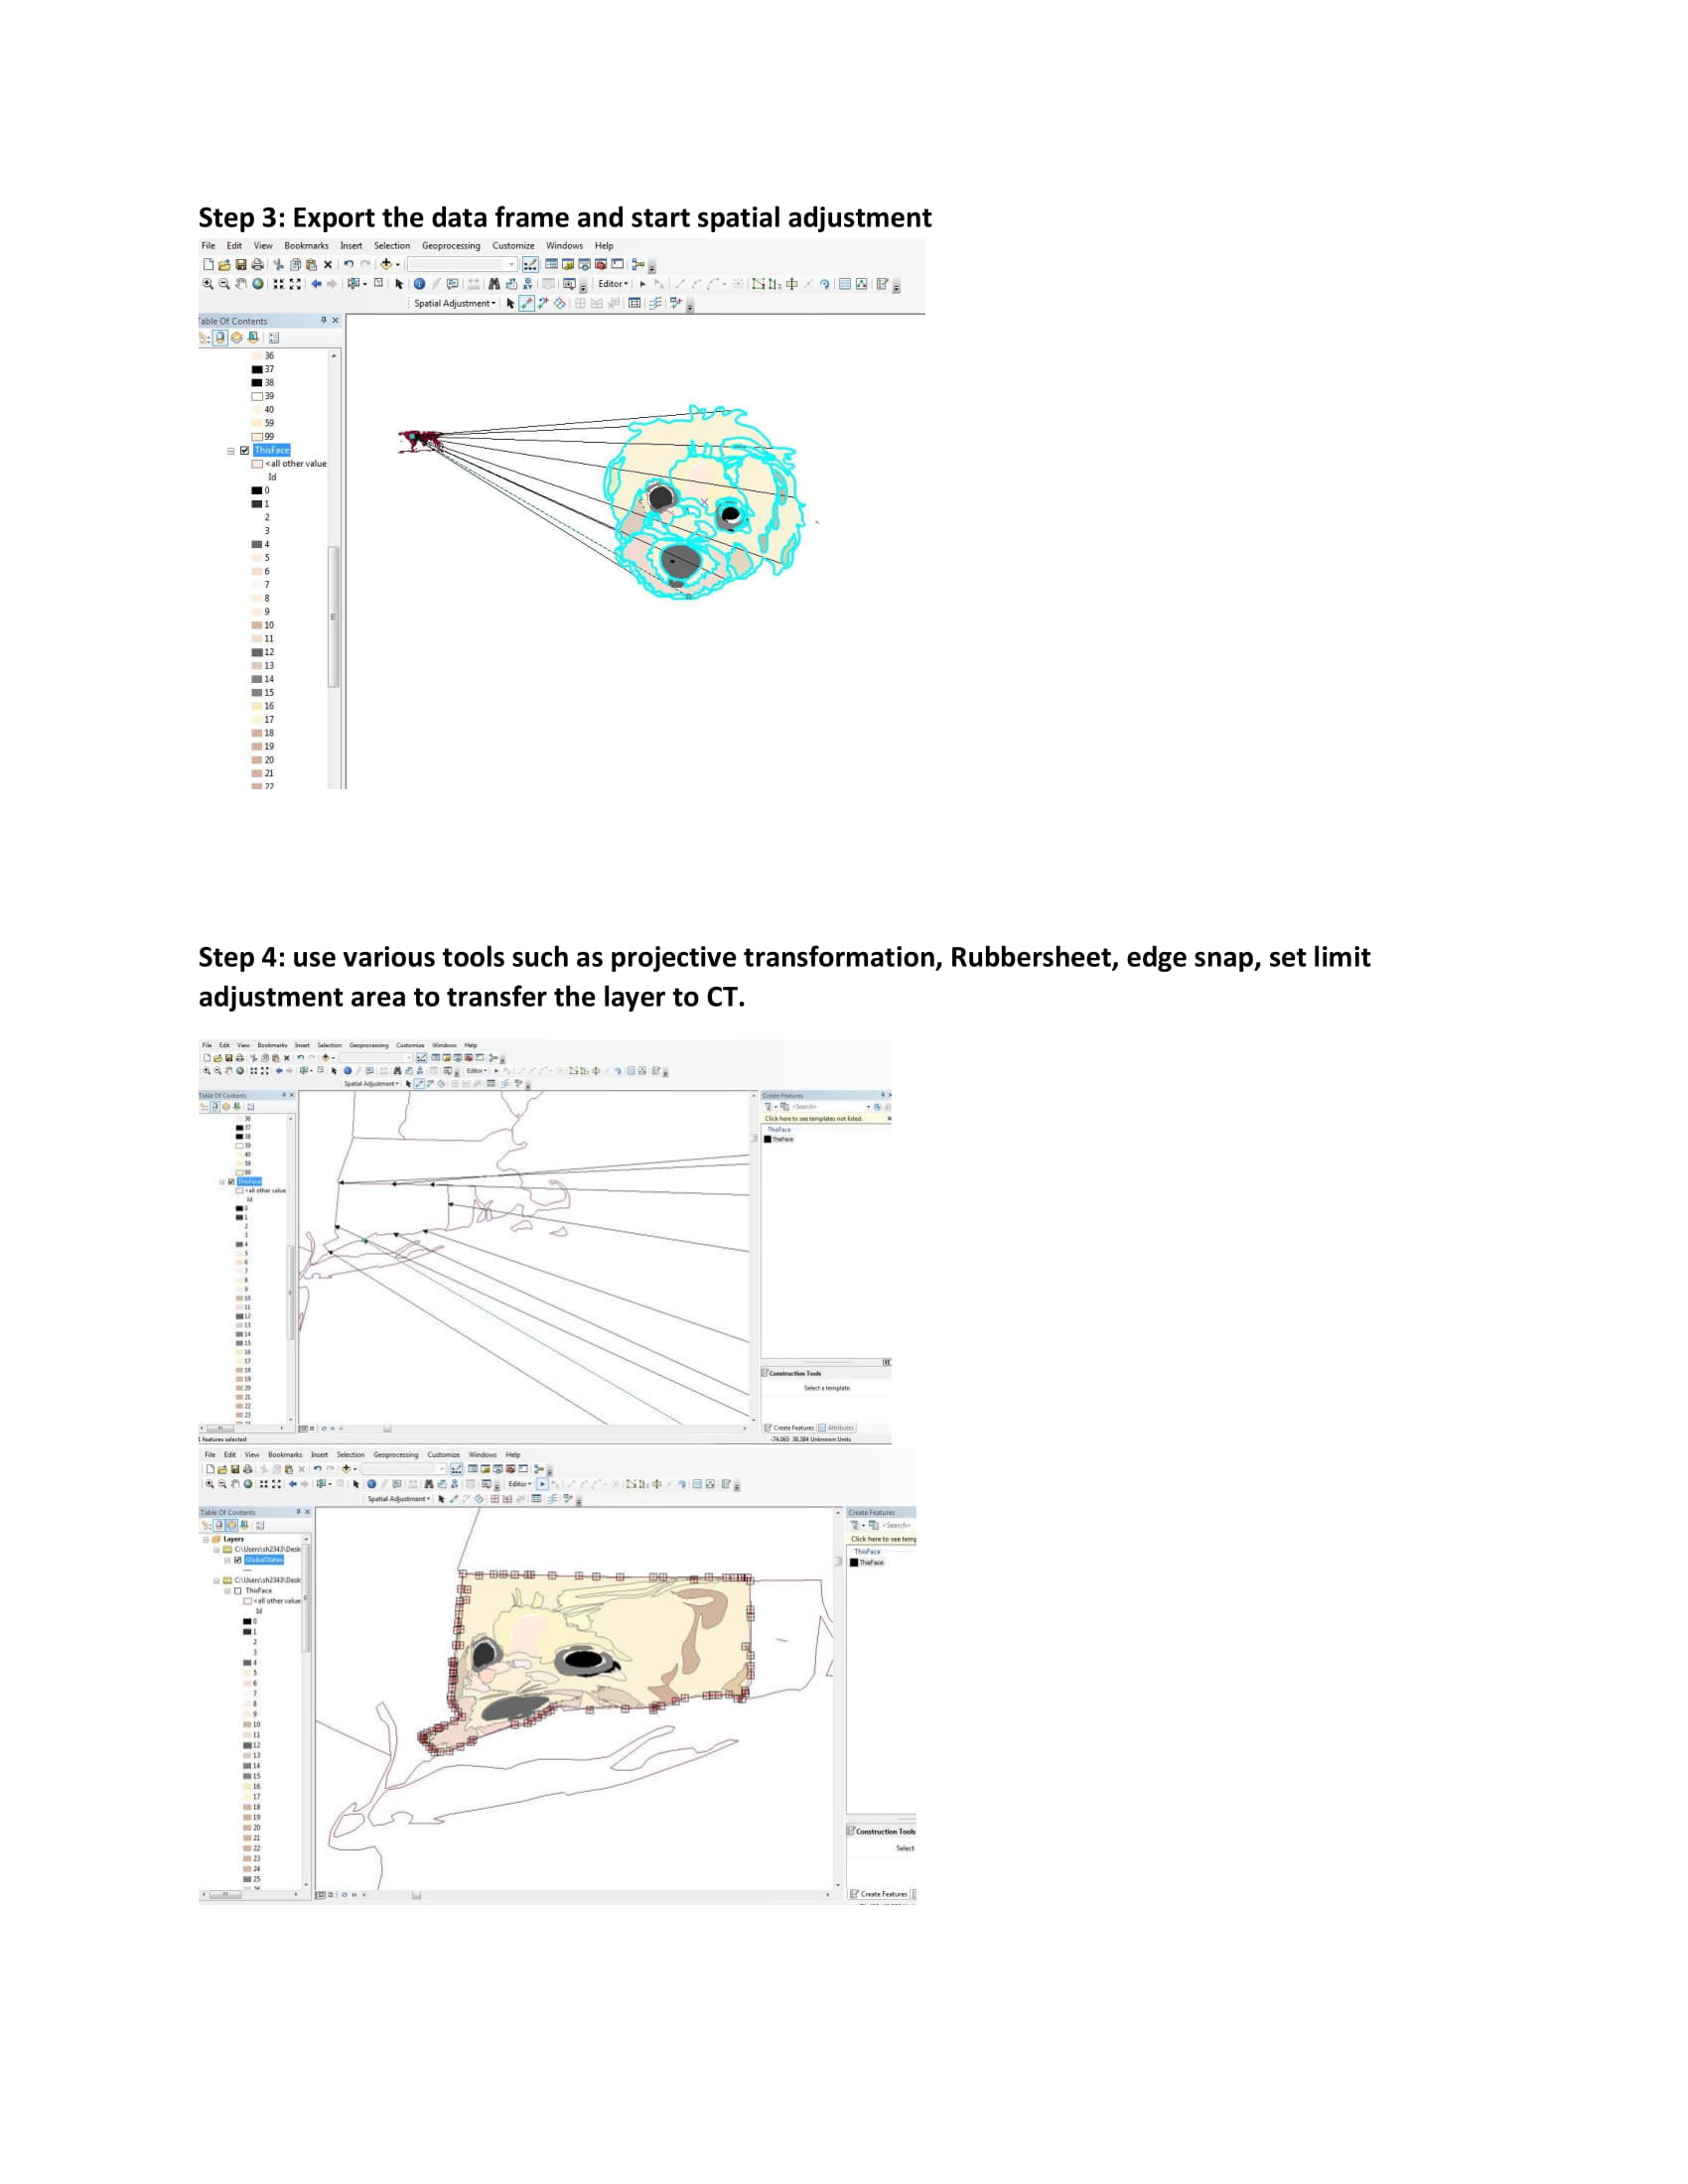 Step 3: Export the data frame and start spatial adjustment
File Edit View Bookmarks Insert Selection Geoprocessing Customize Windows Help
Editor
Spatial Adjustment
Table Of Contents
36
37
38
39
40
59
99
ThisFace
<all other value
Id
0
1
2
3
4
5
6
7
8
9
10
11
12
13
14
15
16
17
18
19
20
21
22
Step 4: use various tools such as projective transformation, Rubbersheet, edge snap, set limit
adjustment area to transfer the layer to CT.
File Edit View Bookmarks Insert Selection Geoprocessing Customize Windows Help
Editor
Spatial Adjustment
Table Of Contents
36
37
38
39
40
59
99
ThisFace
<all other value
Id
0
1
2
3
4
5
6
7
8
9
10
11
12
13
14
15
16
17
18
19
20
21
22
23
Create Features
<Search>
Click here to see templates not listed.
ThisFace
ThisFace
Construction Tools
Select a template.
Create Features Attributes
1 features selected
-74.065 38.384 Unknown Units
File Edit View Bookmarks Insert Selection Geoprocessing Customize Windows Help
Editor
Spatial Adjustment
Table Of Contents
Layers
C:\Users\sh2343\Desk
GlobalStates
C:\Users\sh2343\Desk
ThisFace
<all other value
Id
0
1
2
3
4
5
6
7
8
9
10
11
12
13
14
15
16
17
18
19
20
21
22
23
24
25
Create Features
<Search>
Click here to see temp
ThisFace
ThisFace
Construction Tools
Select
Create Features